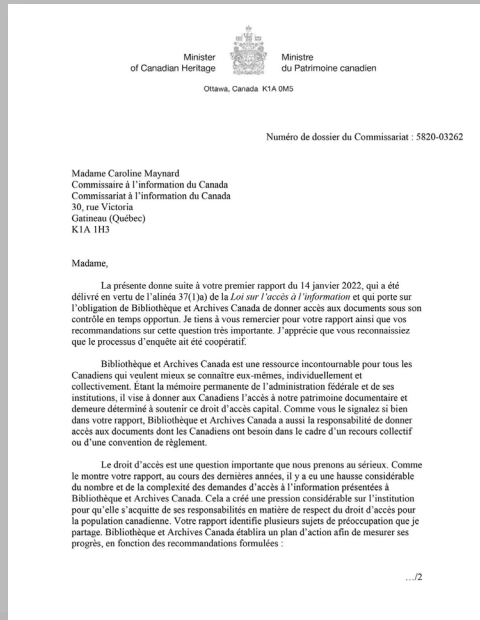 Minister
of Canadian Heritage
Ministre
du Patrimoine canadien
Ottawa, Canada K1A 0M5
Numéro de dossier du Commissariat : 5820-03262
Madame Caroline Maynard
Commissaire à l'information du Canada
Commissariat à l'information du Canada
30, rue Victoria
Gatineau (Québec)
K1A 1H3
Madame,
La présente donne suite à votre premier rapport du 14 janvier 2022, qui a été
délivré en vertu de l'alinéa 37(1)a) de la Loi sur l'accès à l'information et qui porte sur
l'obligation de Bibliothèque et Archives Canada de donner accès aux documents sous son
contrôle en temps opportun. Je tiens à vous remercier pour votre rapport ainsi que vos
recommandations sur cette question très importante. J'apprécie que vous reconnaissiez
que le processus d'enquête ait été coopératif.
Bibliothèque et Archives Canada est une ressource incontournable pour tous les
Canadiens qui veulent mieux se connaître eux-mêmes, individuellement et
collectivement. Étant la mémoire permanente de l'administration fédérale et de ses
institutions, il vise à donner aux Canadiens l'accès à notre patrimoine documentaire et
demeure déterminé à soutenir ce droit d'accès capital. Comme vous le signalez si bien
dans votre rapport, Bibliothèque et Archives Canada a aussi la responsabilité de donner
accès aux documents dont les Canadiens ont besoin dans le cadre d'un recours collectif
ou d'une convention de règlement.
Le droit d'accès est une question importante que nous prenons au sérieux. Comme
le montre votre rapport, au cours des dernières années, il y a eu une hausse considérable
du nombre et de la complexité des demandes d'accès à l'information présentées à
Bibliothèque et Archives Canada. Cela a créé une pression considérable sur l'institution
pour qu'elle s'acquitte de ses responsabilités en matière de respect du droit d'accès pour
la population canadienne. Votre rapport identifie plusieurs sujets de préoccupation que je
partage. Bibliothèque et Archives Canada établira un plan d'action afin de mesurer ses
progrès, en fonction des recommandations formulées :
…/2